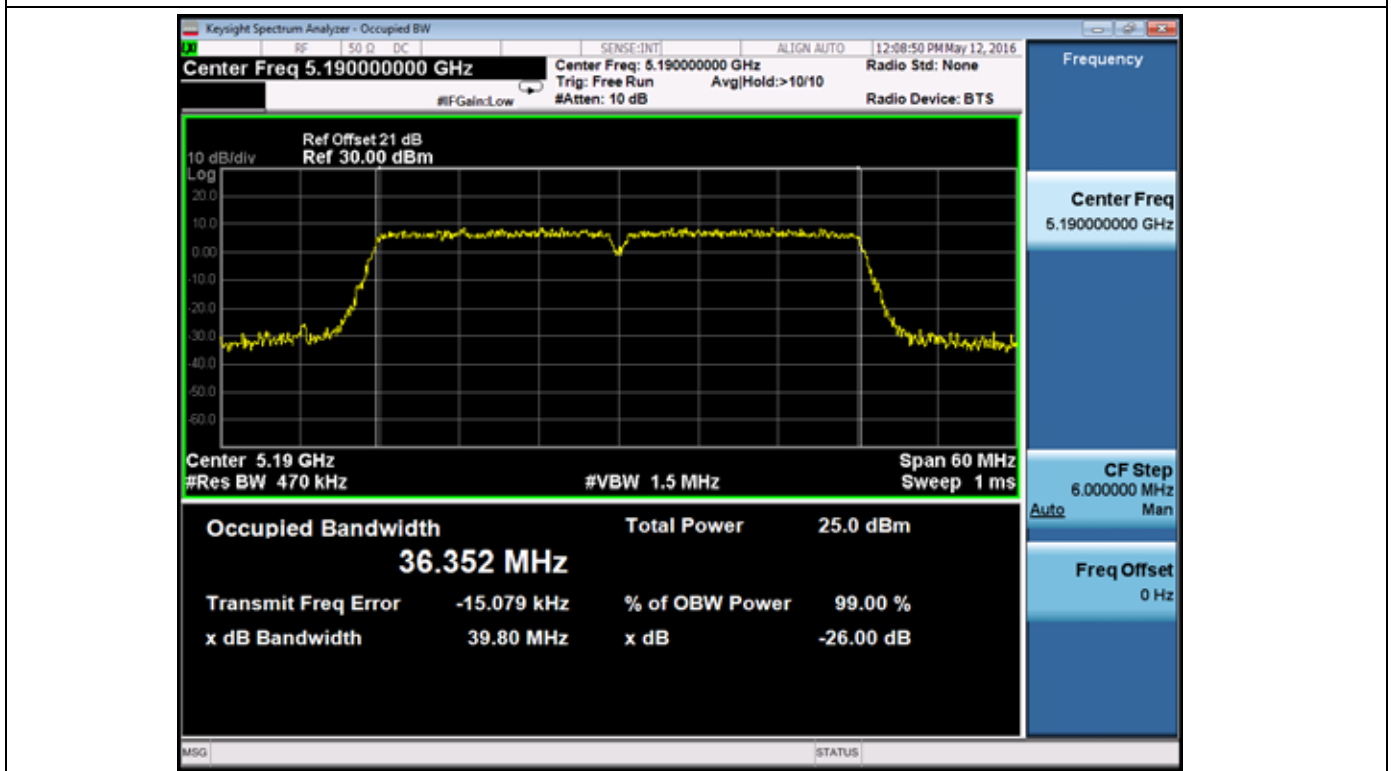 Keysight Spectrum Analyzer - Occupied BW
RF 50 Ω DC SENSE:INT ALIGN AUTO 12:08:50 PM May 12, 2016
Center Freq 5.190000000 GHz
Center Freq: 5.190000000 GHz Radio Std: None
Trig: Free Run Avg|Hold:>10/10
#IFGain:Low #Atten: 10 dB Radio Device: BTS
Ref Offset 21 dB
10 dB/div Ref 30.00 dBm
Log
20.0
10.0
0.00
-10.0
-20.0
-30.0
-40.0
-50.0
-60.0
Center 5.19 GHz Span 60 MHz
#Res BW 470 kHz #VBW 1.5 MHz Sweep 1 ms
Occupied Bandwidth Total Power 25.0 dBm
36.352 MHz
Transmit Freq Error -15.079 kHz % of OBW Power 99.00 %
x dB Bandwidth 39.80 MHz x dB -26.00 dB
MSG STATUS
Frequency
Center Freq
5.190000000 GHz
CF Step
6.000000 MHz
Auto Man
Freq Offset
0 Hz